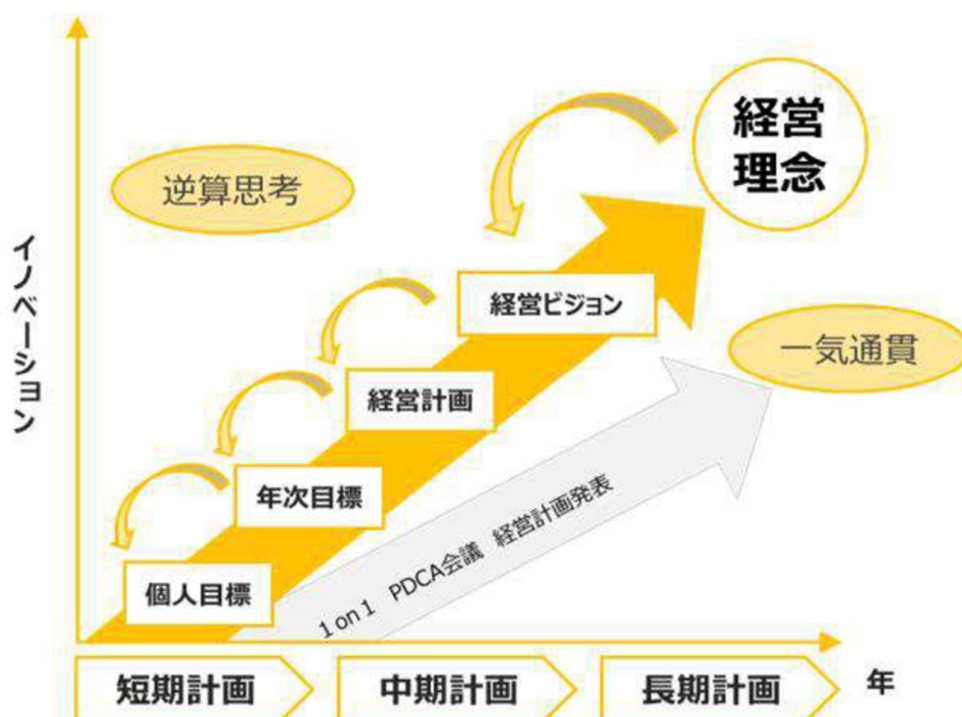 経営
理念
逆算思考
イノベーション
経営ビジョン
一気通貫
経営計画
年次目標
個人目標
1 on 1 PDCA会議 経営計画発表
短期計画
中期計画
長期計画
年